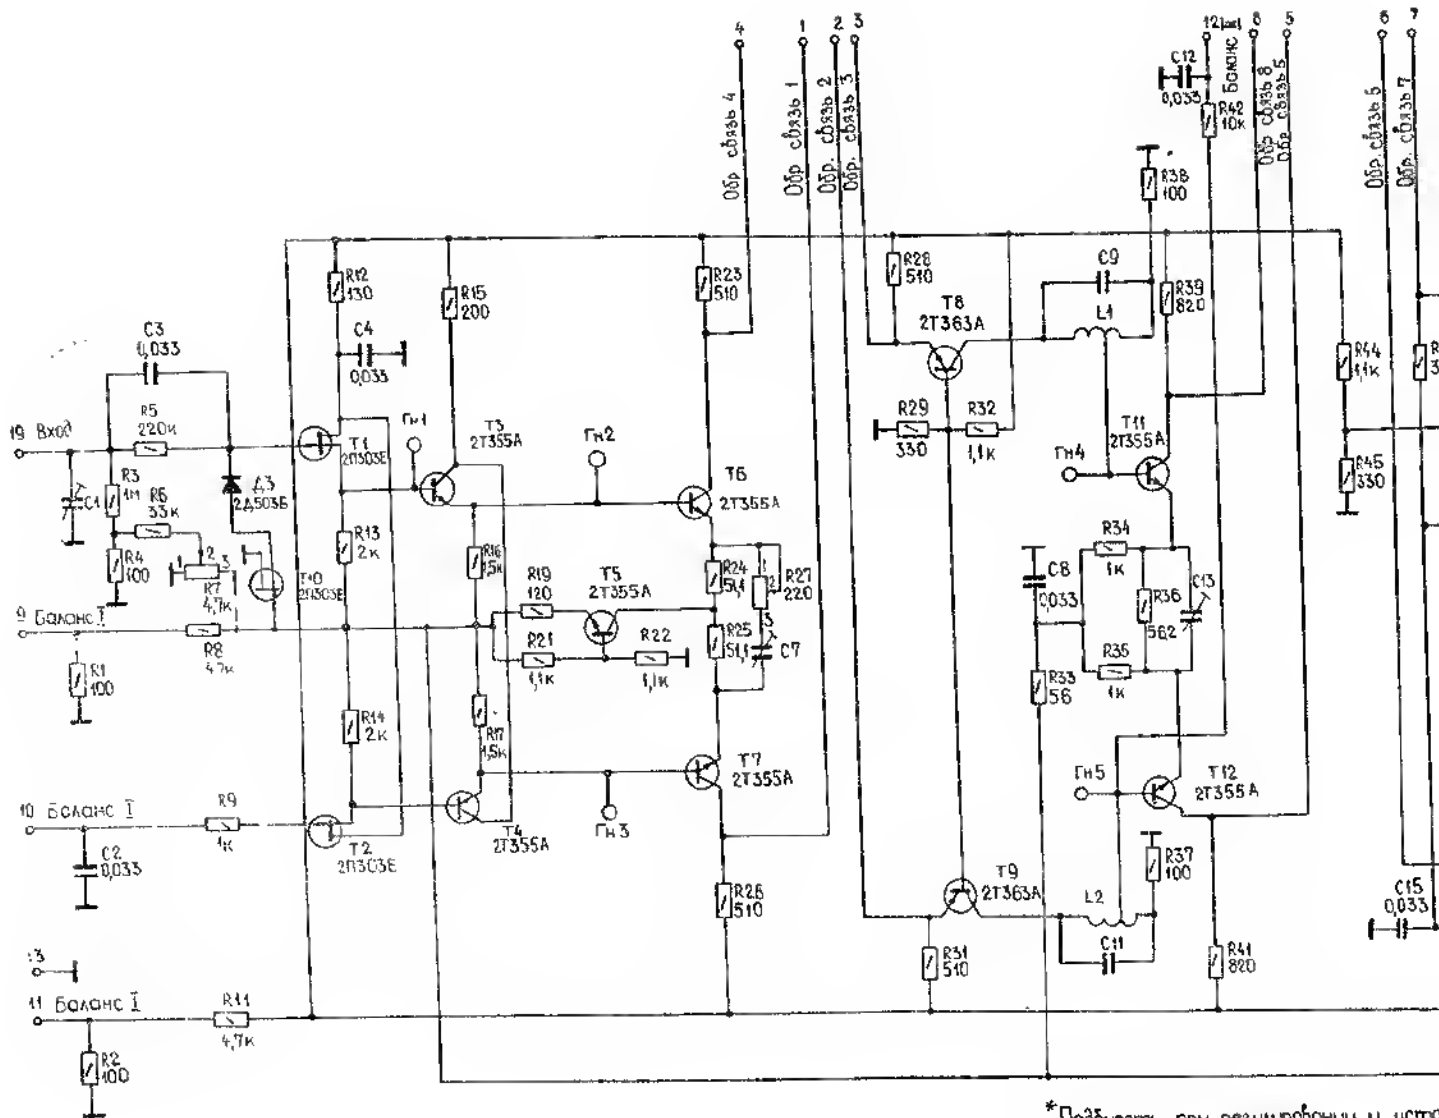 4
1
2
3
12
8
5
6
7
Обр связь 4
Обр связь 1
Обр. связь 2
Обр. связь 3
Баланс
Обр связь 8
Обр связь 5
Обр. связь 6
Обр связь 7
C12
0,033
R42
10к
R38
100
R12
130
R15
200
R23
510
R28
510
C9
L1
R39
820
T8
2Т363А
C3
0,033
C4
0,033
R44
1,1к
19 Вход
R5
220к
T1
2П303Е
Гн1
T3
2Т355А
Гн2
R29
330
R32
1,1к
T11
2Т355А
Гн4
R45
330
C1
R3
1М
R6
33к
Д3
2Д503Б
T6
2Т355А
R4
100
1
2
3
R7
4,7к
T10
2П303Е
R13
2к
R16
1,5к
R19
120
T5
2Т355А
R24
51,1
1
2
3
R27
220
C8
0,033
R34
1к
R36
562
C13
9 Баланс I
R8
4,7к
R21
1,1к
R22
1,1к
R25
51,1
C7
R35
1к
R33
56
R1
100
R14
2к
R17
1,5к
T7
2Т355А
Гн5
T12
2Т355А
10 Баланс I
R9
1к
T2
2П303Е
T4
2Т355А
Гн3
C2
0,033
R26
510
T9
2Т363А
L2
R37
100
C15
0,033
C11
R31
510
R41
820
11 Баланс I
R11
4,7к
R2
100